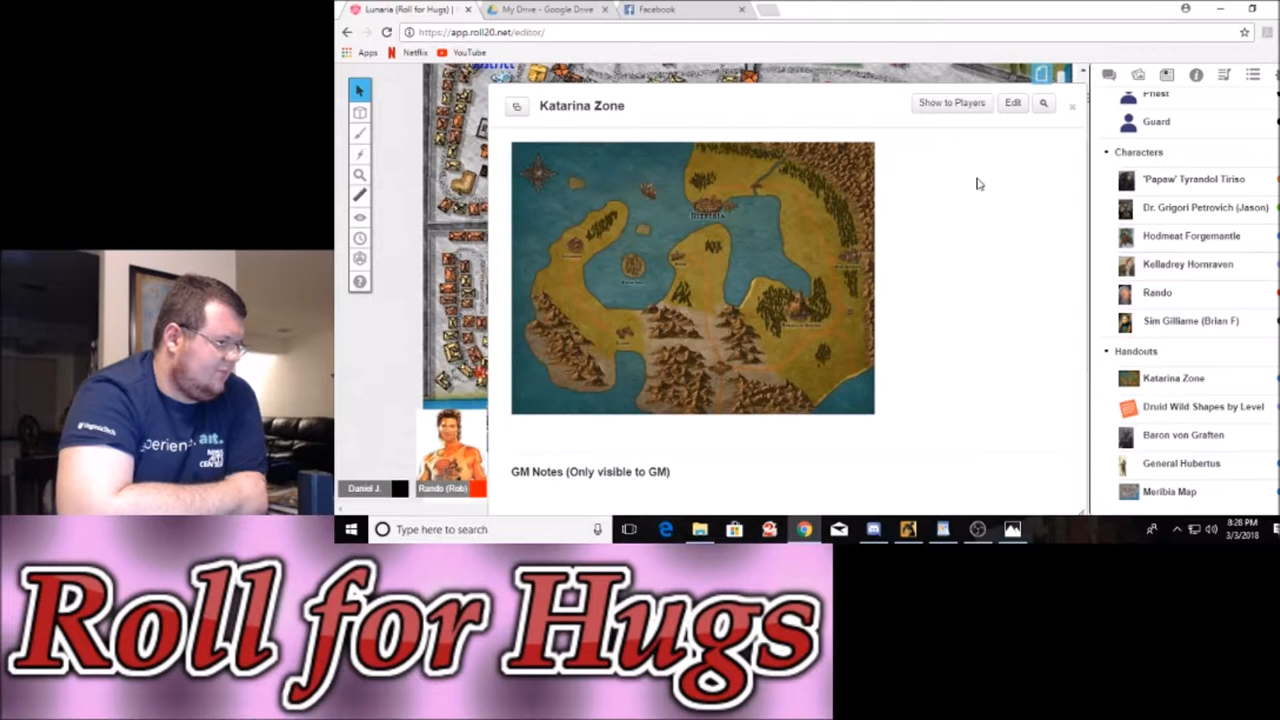 Lunaria (Roll for Hugs) |
My Drive - Google Drive
Facebook
https://app.roll20.net/editor/
Apps
Netflix
YouTube
District
Katarina Zone
Show to Players
Edit
Priest
Guard
Characters
'Papaw' Tyrandol Tiriso
Dr. Grigori Petrovich (Jason)
Hodmeat Forgemantle
Kelladrey Hornraven
Rando
Sim Gilliame (Brian F)
Handouts
Katarina Zone
Druid Wild Shapes by Level
Baron von Graften
General Hubertus
Meribia Map
GM Notes (Only visible to GM)
Daniel J.
Rando (Rob)
Type here to search
8:28 PM
3/3/2018
Roll for Hugs